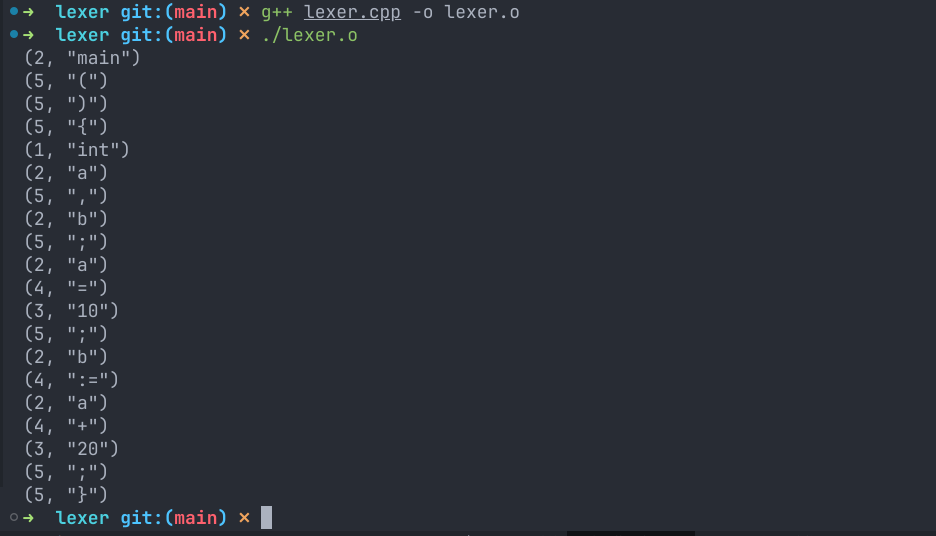 ➜ lexer git:(main) ✗ g++ lexer.cpp -o lexer.o
➜ lexer git:(main) ✗ ./lexer.o
(2, "main")
(5, "(")
(5, ")")
(5, "{")
(1, "int")
(2, "a")
(5, ",")
(2, "b")
(5, ";")
(2, "a")
(4, "=")
(3, "10")
(5, ";")
(2, "b")
(4, ":=")
(2, "a")
(4, "+")
(3, "20")
(5, ";")
(5, "}")
➜ lexer git:(main) ✗